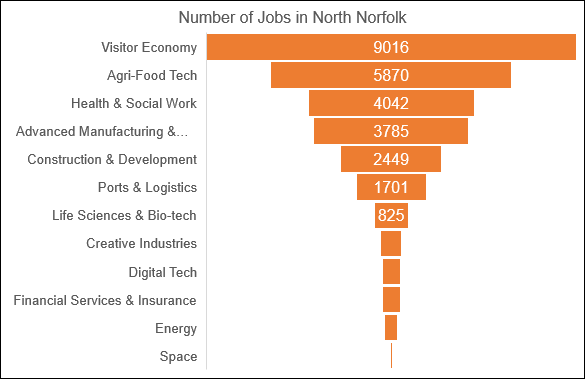 Number of Jobs in North Norfolk
Visitor Economy 9016
Agri-Food Tech 5870
Health & Social Work 4042
Advanced Manufacturing &... 3785
Construction & Development 2449
Ports & Logistics 1701
Life Sciences & Bio-tech 825
Creative Industries
Digital Tech
Financial Services & Insurance
Energy
Space